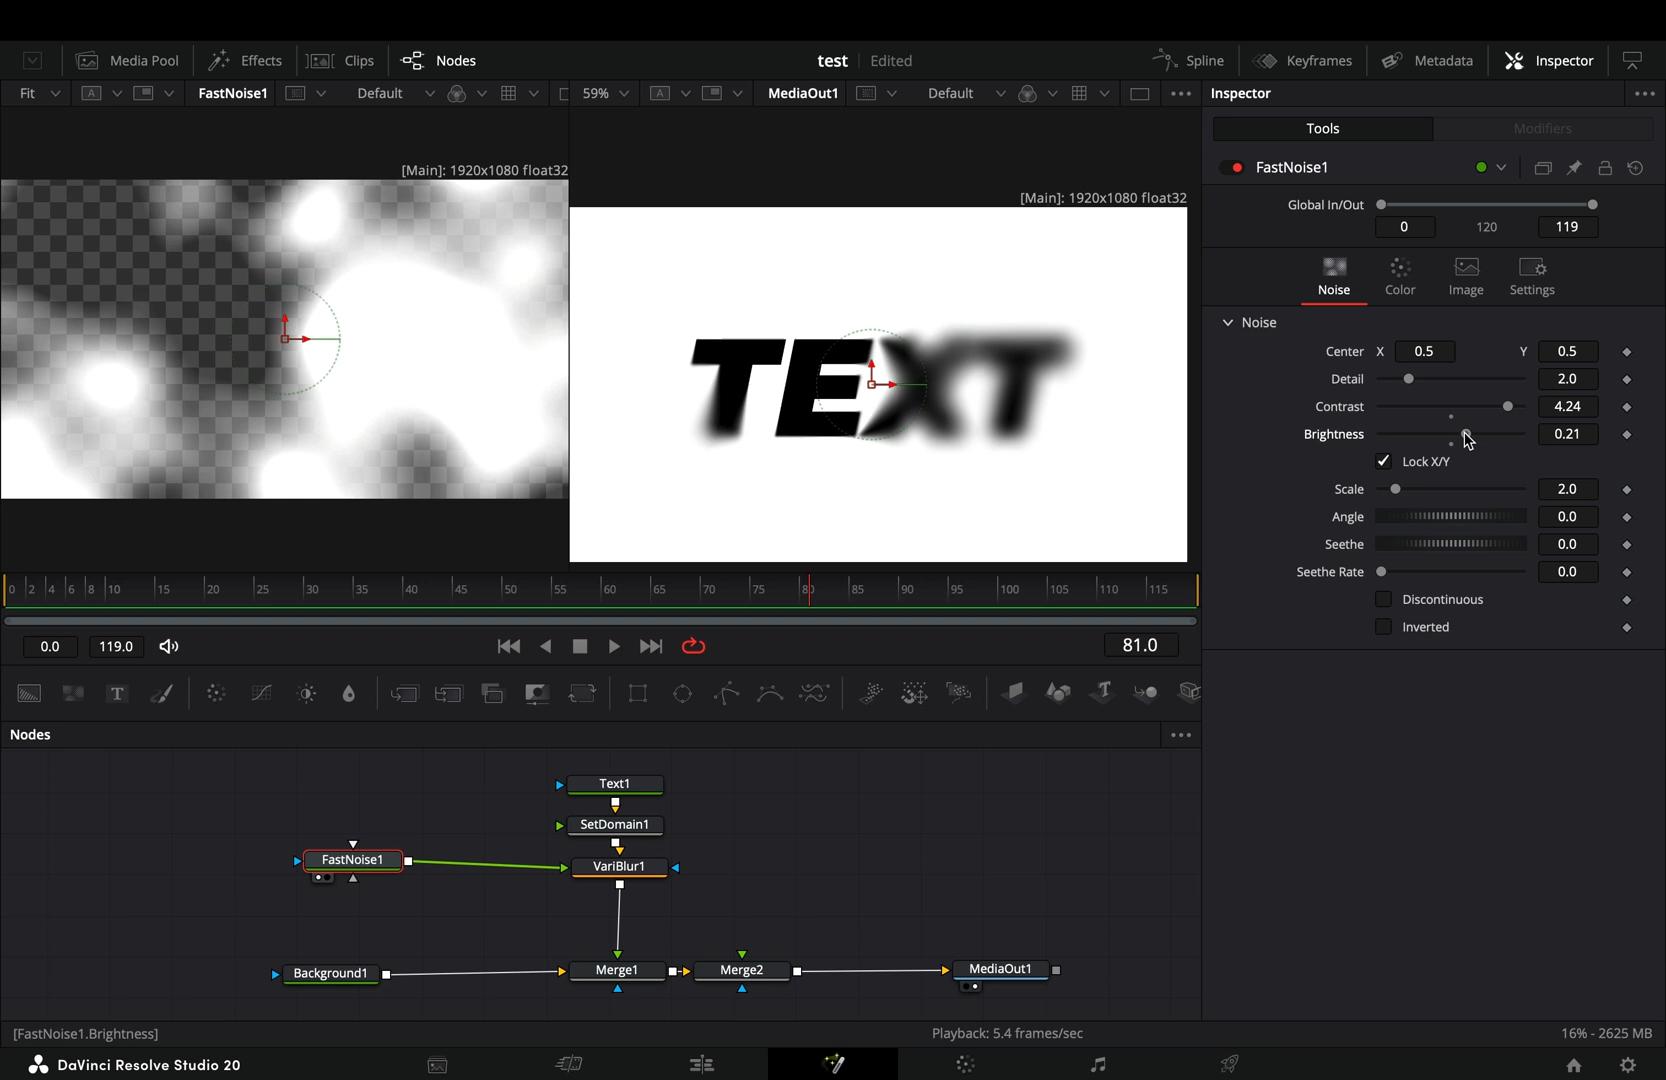 Media Pool Effects Clips Nodes test Edited Spline Keyframes Metadata Inspector
Fit A FastNoise1 Default 59% A MediaOut1 Default Inspector
Tools Modifiers
[Main]: 1920x1080 float32
[Main]: 1920x1080 float32
FastNoise1
Global In/Out
0 120 119
Noise Color Image Settings
Noise
Center X 0.5 Y 0.5
Detail 2.0
Contrast 4.24
Brightness 0.21
Lock X/Y
Scale 2.0
Angle 0.0
Seethe 0.0
Seethe Rate 0.0
Discontinuous
Inverted
TEXT
0 2 4 6 8 10 15 20 25 30 35 40 45 50 55 60 65 70 75 80 85 90 95 100 105 110 115
0.0 119.0 81.0
T T
Nodes
Text1
SetDomain1
FastNoise1
VariBlur1
Background1
Merge1
Merge2
MediaOut1
[FastNoise1.Brightness] Playback: 5.4 frames/sec 16% - 2625 MB
DaVinci Resolve Studio 20